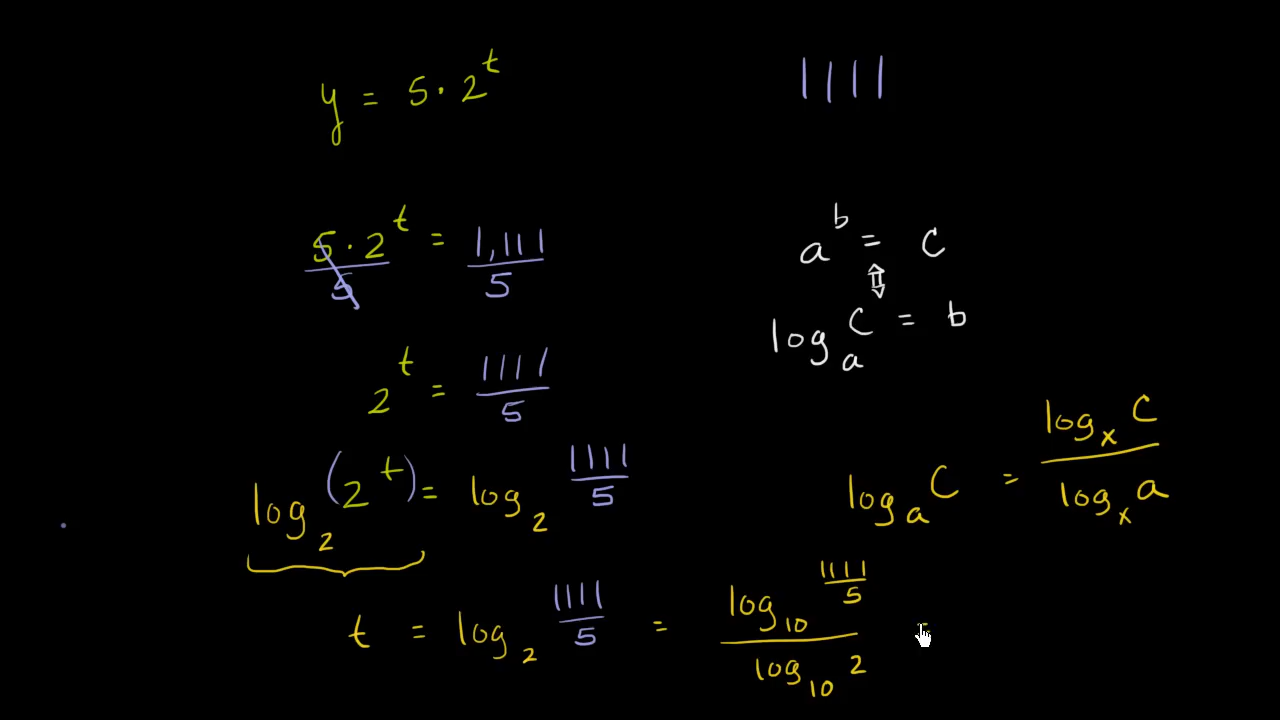 y = 5 · 2^t
1111
5 · 2^t / 5 = 1,111 / 5
a^b = c
⇕
log_a c = b
2^t = 1111 / 5
log_2 (2^t) = log_2 1111 / 5
log_a c = log_x c / log_x a
t = log_2 1111 / 5 = log_10 1111 / 5 / log_10 2